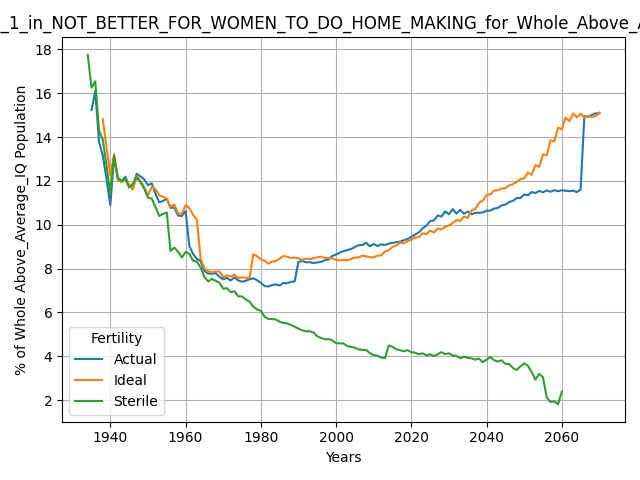 _1_in_NOT_BETTER_FOR_WOMEN_TO_DO_HOME_MAKING_for_Whole_Above_
% of Whole Above_Average_IQ Population
18
16
14
12
10
8
6
4
2
Fertility
Actual
Ideal
Sterile
1940 1960 1980 2000 2020 2040 2060
Years